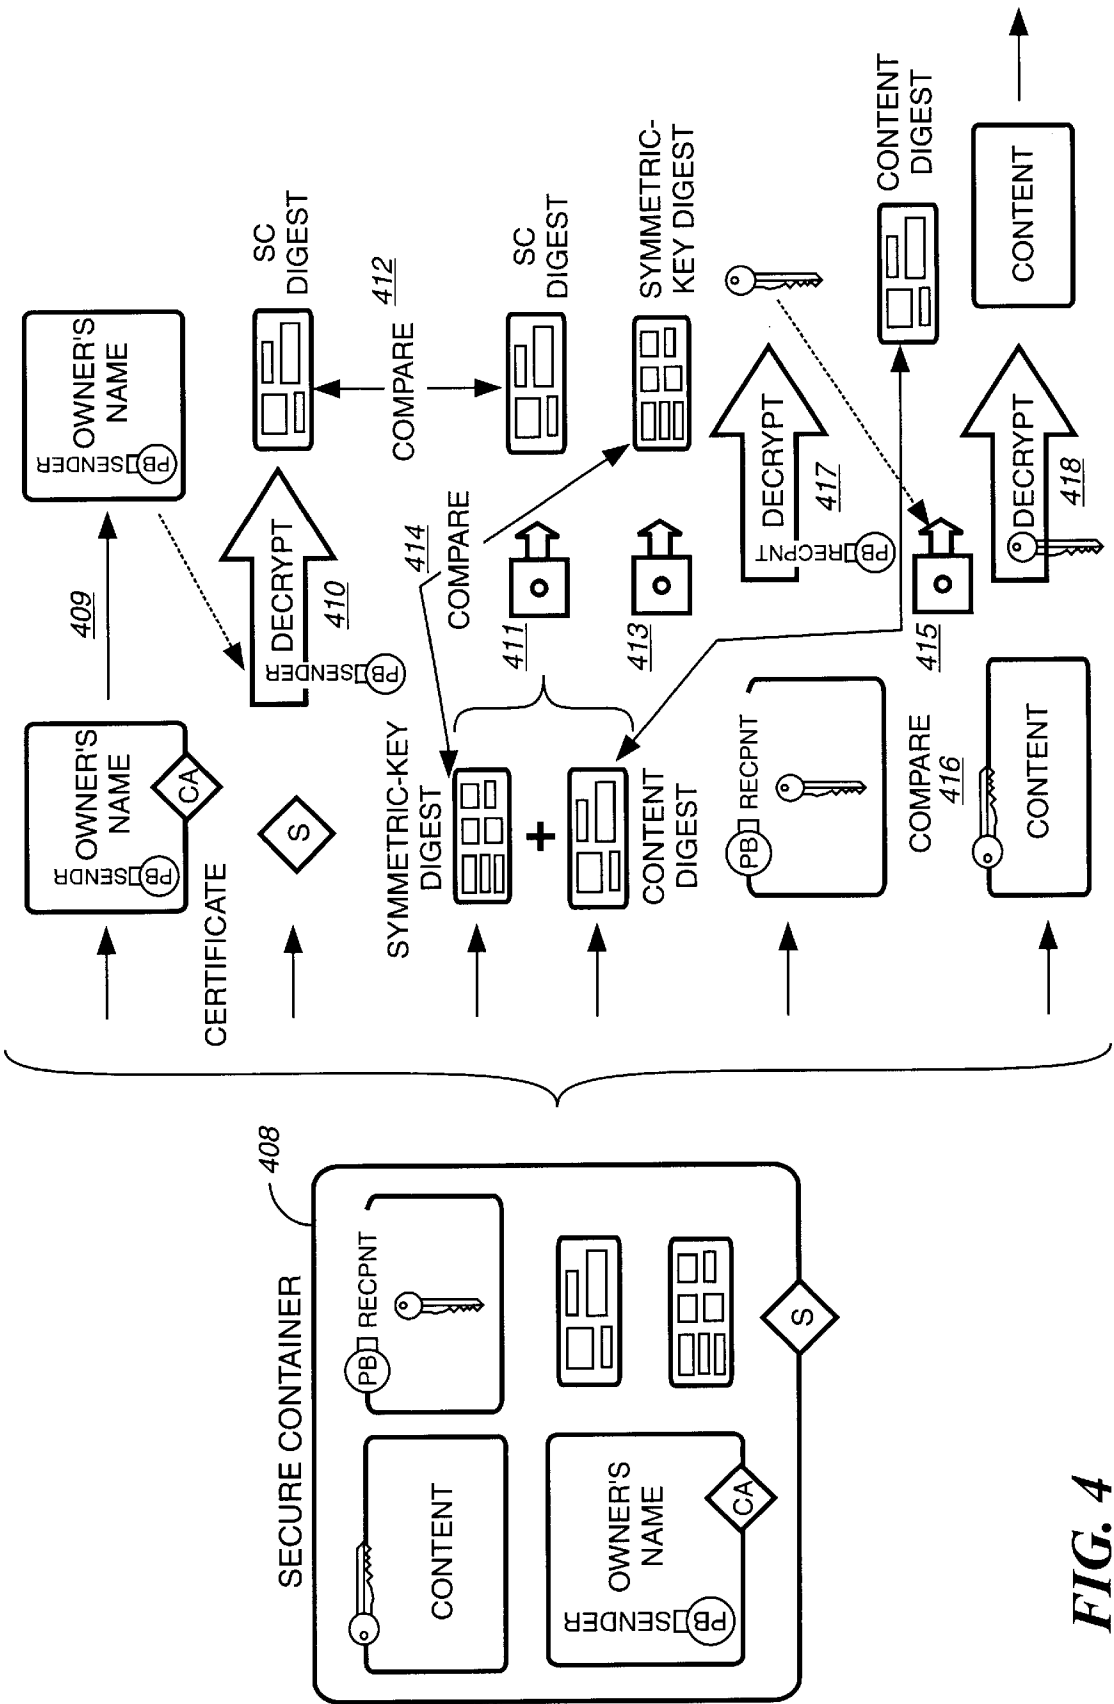 SECURE CONTAINER
408
CONTENT
PB RECPNT
OWNER'S
NAME
PB SENDER
CA
S
OWNER'S
NAME
PB SENDR
CA
CERTIFICATE
409
OWNER'S
NAME
PB SENDER
S
DECRYPT
PB SENDER
410
SC
DIGEST
COMPARE
412
SYMMETRIC-KEY
DIGEST
+
CONTENT
DIGEST
414
COMPARE
411
SC
DIGEST
413
SYMMETRIC-
KEY DIGEST
PB RECPNT
DECRYPT
PB RECPNT
417
COMPARE
416
415
CONTENT
DIGEST
CONTENT
DECRYPT
418
CONTENT
FIG. 4